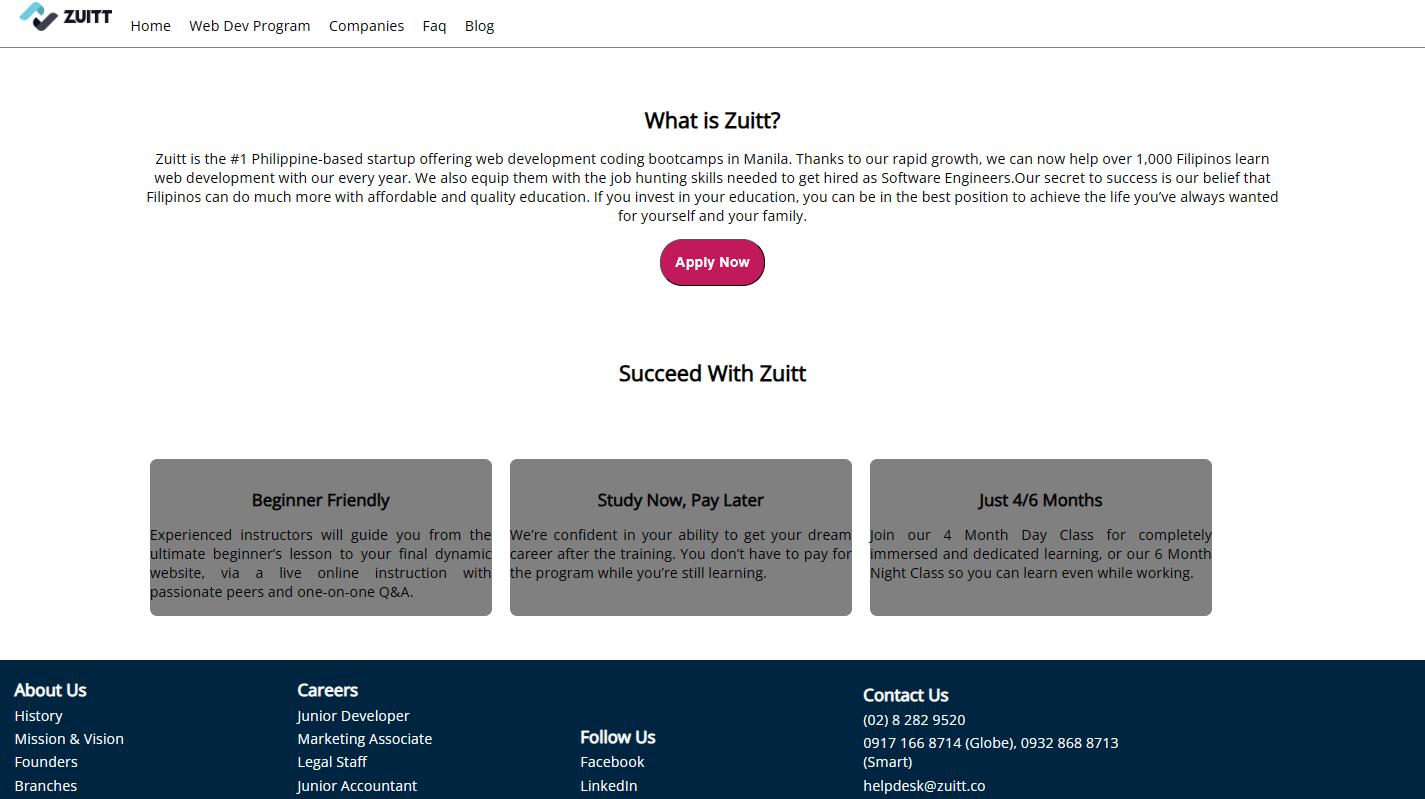 ZUITT
Home Web Dev Program Companies Faq Blog
What is Zuitt?
Zuitt is the #1 Philippine-based startup offering web development coding bootcamps in Manila. Thanks to our rapid growth, we can now help over 1,000 Filipinos learn
web development with our every year. We also equip them with the job hunting skills needed to get hired as Software Engineers.Our secret to success is our belief that
Filipinos can do much more with affordable and quality education. If you invest in your education, you can be in the best position to achieve the life you’ve always wanted
for yourself and your family.
Apply Now
Succeed With Zuitt
Beginner Friendly
Experienced instructors will guide you from the
ultimate beginner’s lesson to your final dynamic
website, via a live online instruction with
passionate peers and one-on-one Q&A.
Study Now, Pay Later
We’re confident in your ability to get your dream
career after the training. You don’t have to pay for
the program while you’re still learning.
Just 4/6 Months
Join our 4 Month Day Class for completely
immersed and dedicated learning, or our 6 Month
Night Class so you can learn even while working.
About Us
History
Mission & Vision
Founders
Branches
Careers
Junior Developer
Marketing Associate
Legal Staff
Junior Accountant
Follow Us
Facebook
LinkedIn
Contact Us
(02) 8 282 9520
0917 166 8714 (Globe), 0932 868 8713
(Smart)
helpdesk@zuitt.co